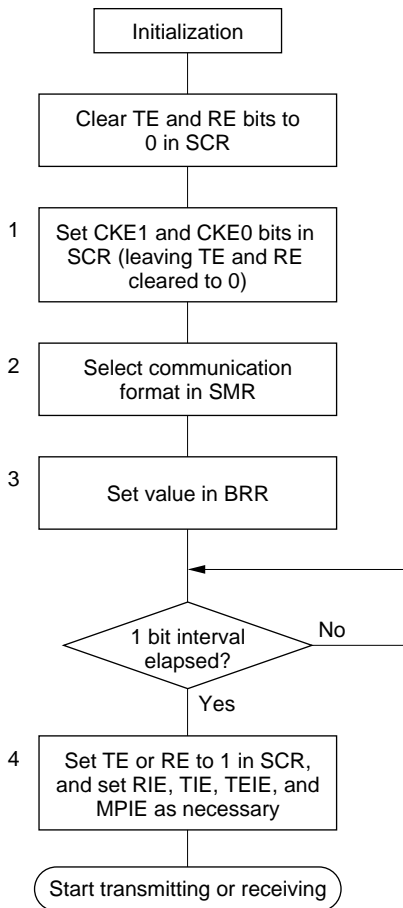 Initialization
Clear TE and RE bits to
0 in SCR
1
Set CKE1 and CKE0 bits in
SCR (leaving TE and RE
cleared to 0)
2
Select communication
format in SMR
3
Set value in BRR
1 bit interval
elapsed?
No
Yes
4
Set TE or RE to 1 in SCR,
and set RIE, TIE, TEIE, and
MPIE as necessary
Start transmitting or receiving